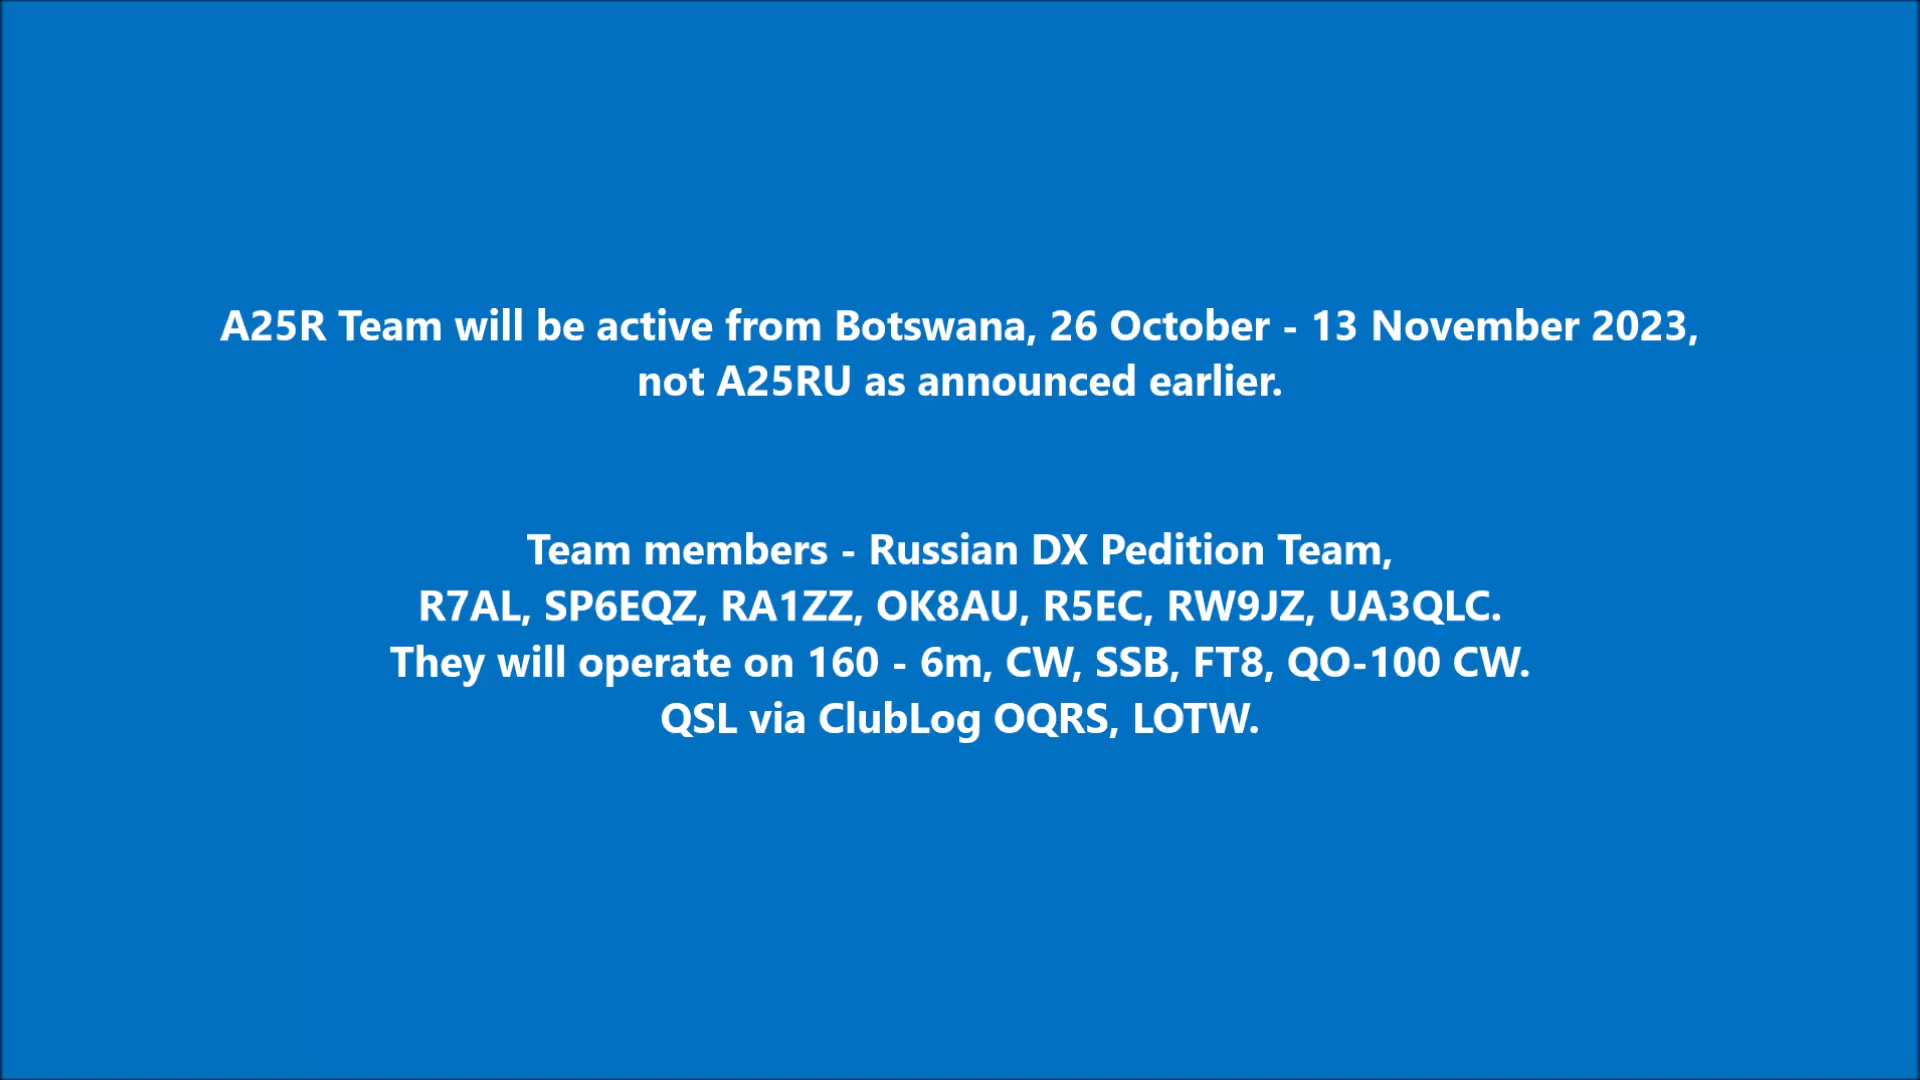 A25R Team will be active from Botswana, 26 October - 13 November 2023,
not A25RU as announced earlier.
Team members - Russian DX Pedition Team,
R7AL, SP6EQZ, RA1ZZ, OK8AU, R5EC, RW9JZ, UA3QLC.
They will operate on 160 - 6m, CW, SSB, FT8, QO-100 CW.
QSL via ClubLog OQRS, LOTW.